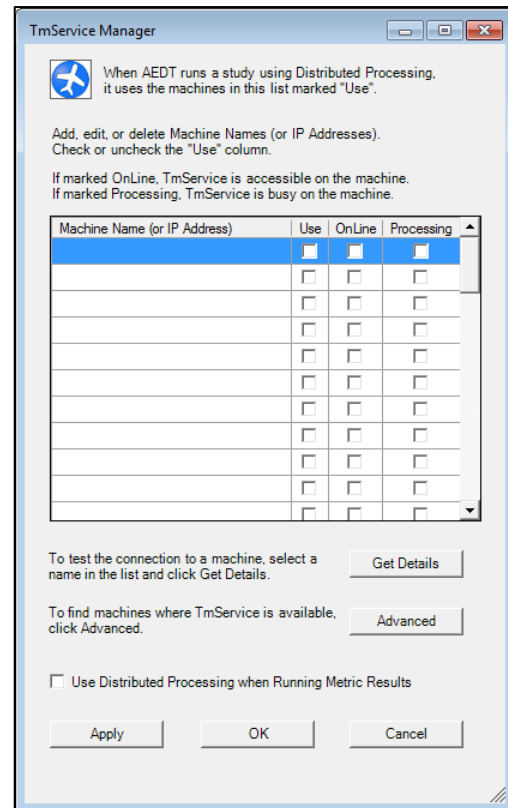 TmService Manager
When AEDT runs a study using Distributed Processing,
it uses the machines in this list marked "Use".
Add, edit, or delete Machine Names (or IP Addresses).
Check or uncheck the "Use" column.
If marked OnLine, TmService is accessible on the machine.
If marked Processing, TmService is busy on the machine.
Machine Name (or IP Address) Use OnLine Processing
To test the connection to a machine, select a
name in the list and click Get Details.
Get Details
To find machines where TmService is available,
click Advanced.
Advanced
Use Distributed Processing when Running Metric Results
Apply OK Cancel